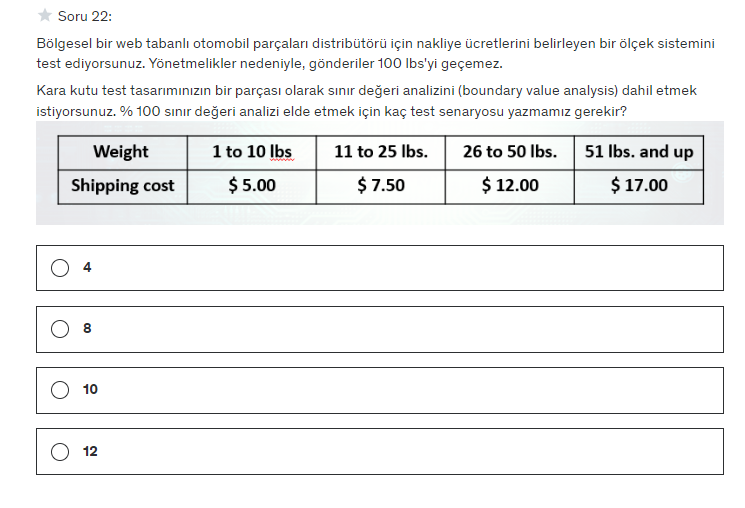 Soru 22:
Bölgesel bir web tabanlı otomobil parçaları distribütörü için nakliye ücretlerini belirleyen bir ölçek sistemini
test ediyorsunuz. Yönetmelikler nedeniyle, gönderiler 100 lbs'yi geçemez.
Kara kutu test tasarımınızın bir parçası olarak sınır değeri analizini (boundary value analysis) dahil etmek
istiyorsunuz. % 100 sınır değeri analizi elde etmek için kaç test senaryosu yazmamız gerekir?
Weight 1 to 10 lbs 11 to 25 lbs. 26 to 50 lbs. 51 lbs. and up
Shipping cost $ 5.00 $ 7.50 $ 12.00 $ 17.00
4
8
10
12